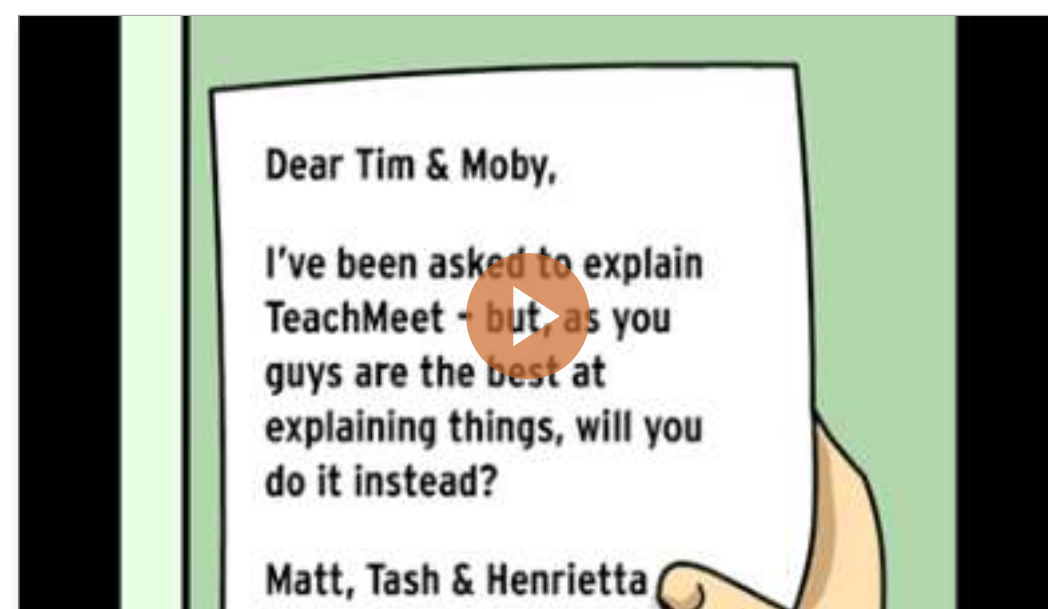 Dear Tim & Moby,
I've been asked to explain
TeachMeet - but, as you
guys are the best at
explaining things, will you
do it instead?
Matt, Tash & Henrietta